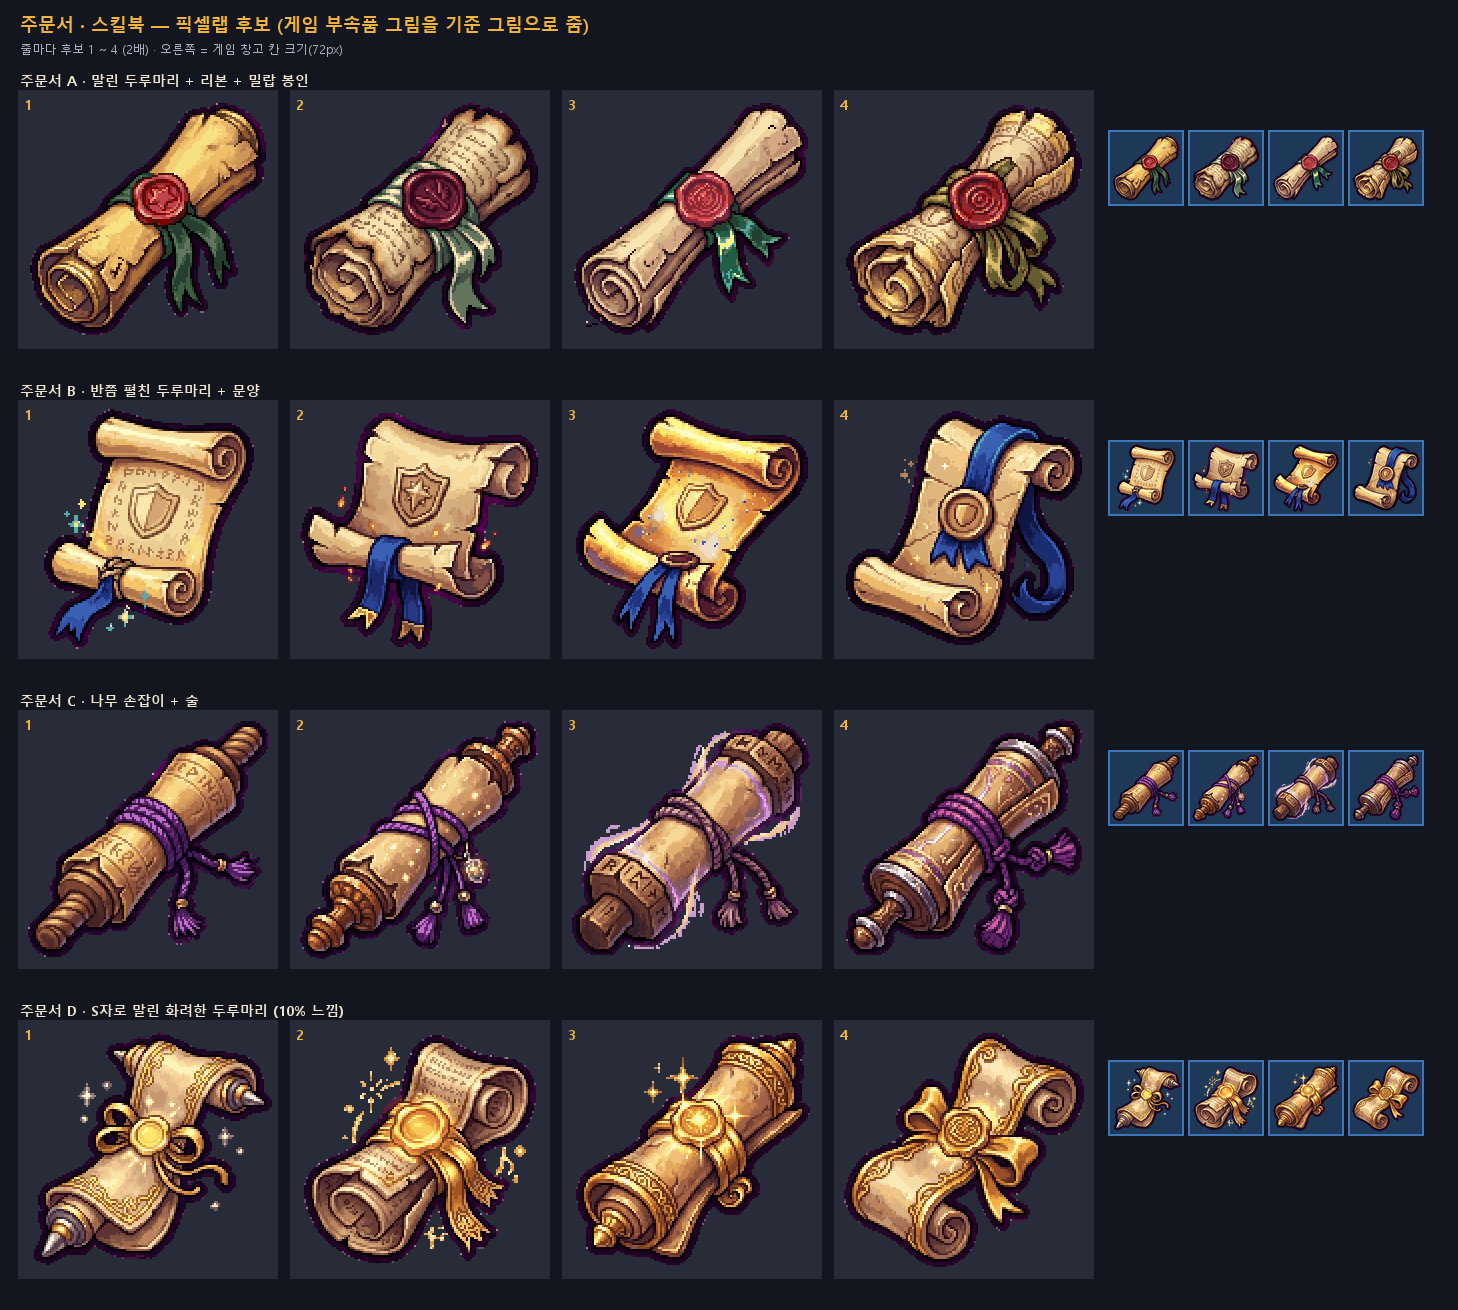 주문서 · 스킬북 — 픽셀랩 후보 (게임 부속품 그림을 기준 그림으로 줌)
줄마다 후보 1 ~ 4 (2배) · 오른쪽 = 게임 창고 칸 크기(72px)
주문서 A · 말린 두루마리 + 리본 + 밀랍 봉인
1 2 3 4
주문서 B · 반쯤 펼친 두루마리 + 문양
1 2 3 4
주문서 C · 나무 손잡이 + 술
1 2 3 4
주문서 D · S자로 말린 화려한 두루마리 (10% 느낌)
1 2 3 4